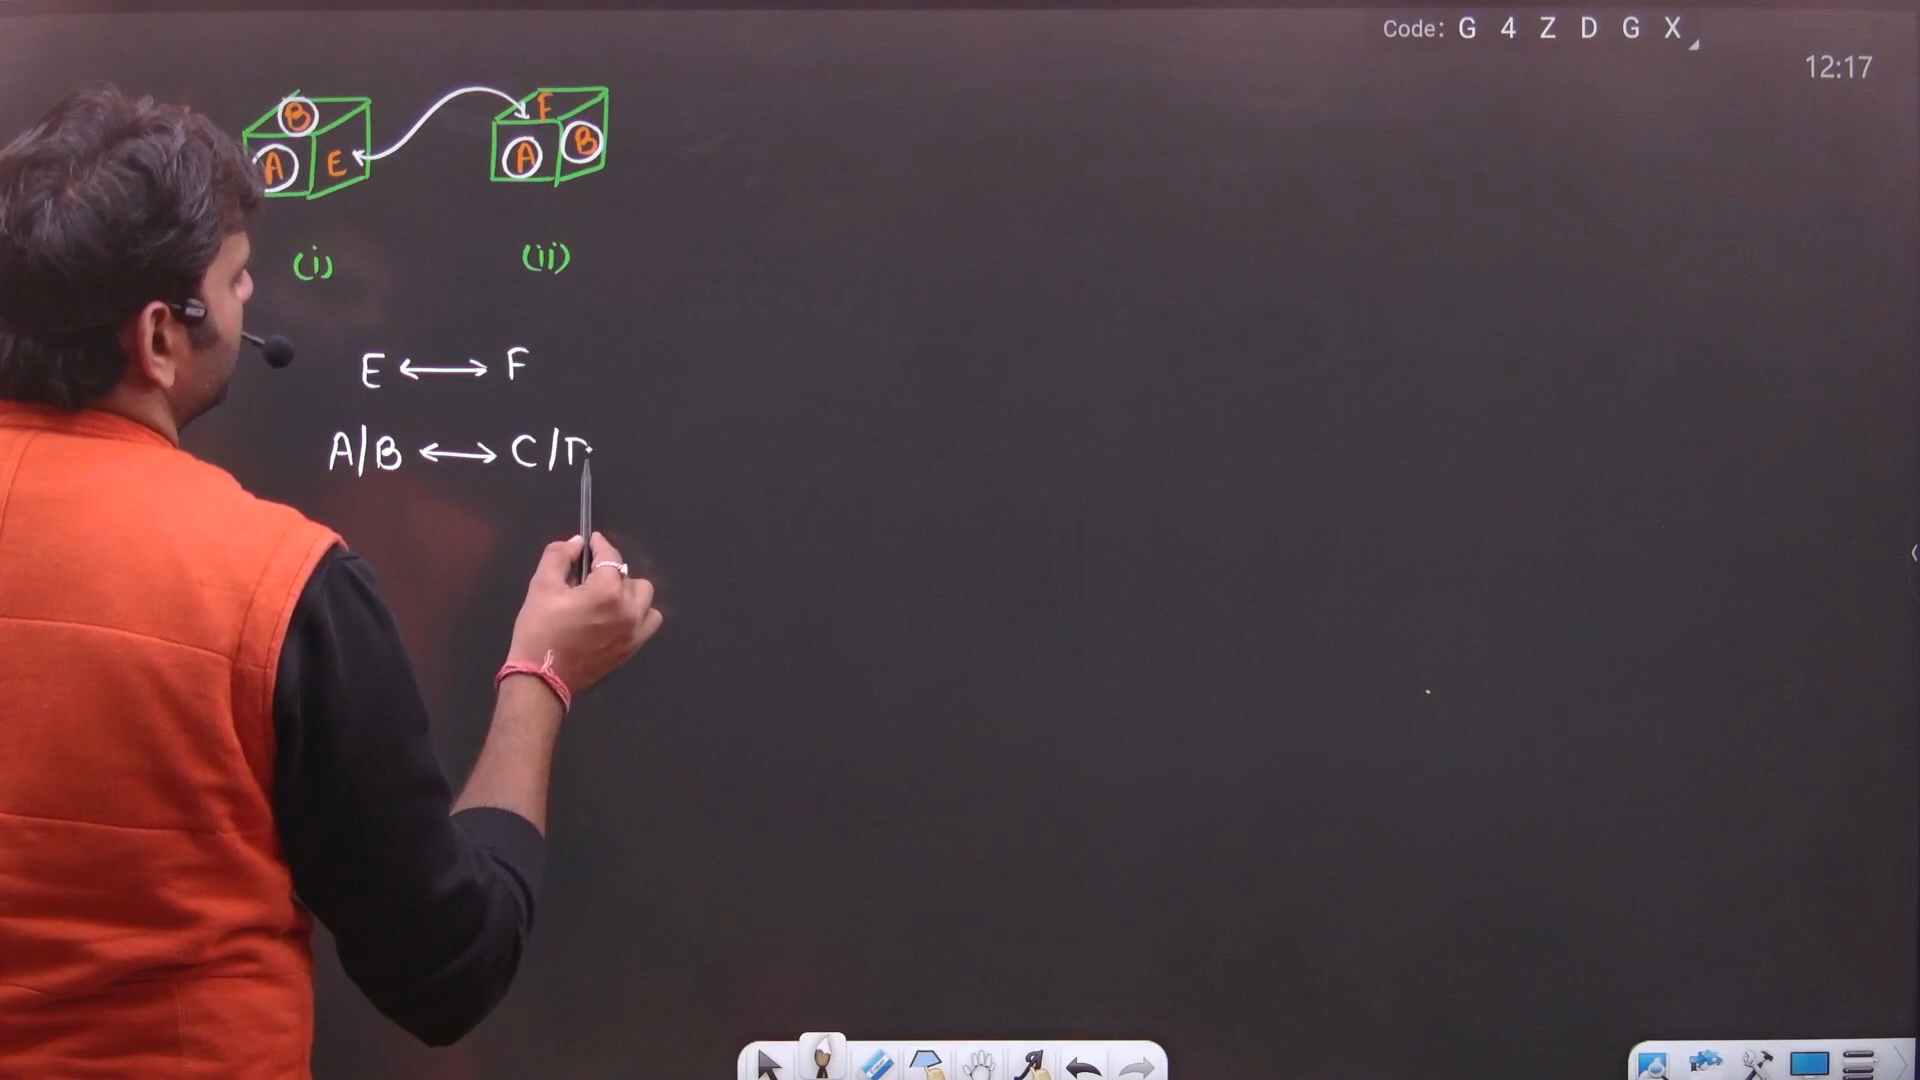 Code: G 4 Z D G X
12:17
B
A E
F
A B
(i) (ii)
E ⟷ F
A/B ⟷ C/